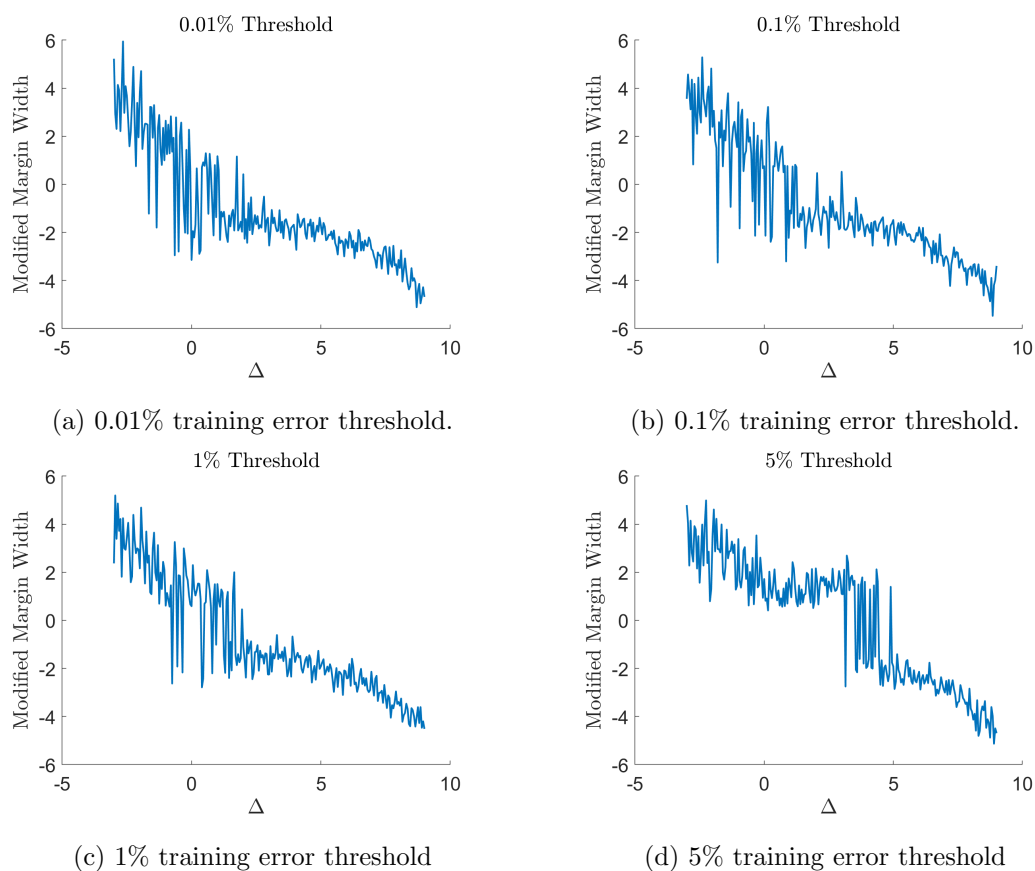 0.01% Threshold
Modified Margin Width
6
4
2
0
-2
-4
-6
-5
0
5
10
Δ
(a) 0.01% training error threshold.
0.1% Threshold
Modified Margin Width
6
4
2
0
-2
-4
-6
-5
0
5
10
Δ
(b) 0.1% training error threshold.
1% Threshold
Modified Margin Width
6
4
2
0
-2
-4
-6
-5
0
5
10
Δ
(c) 1% training error threshold
5% Threshold
Modified Margin Width
6
4
2
0
-2
-4
-6
-5
0
5
10
Δ
(d) 5% training error threshold